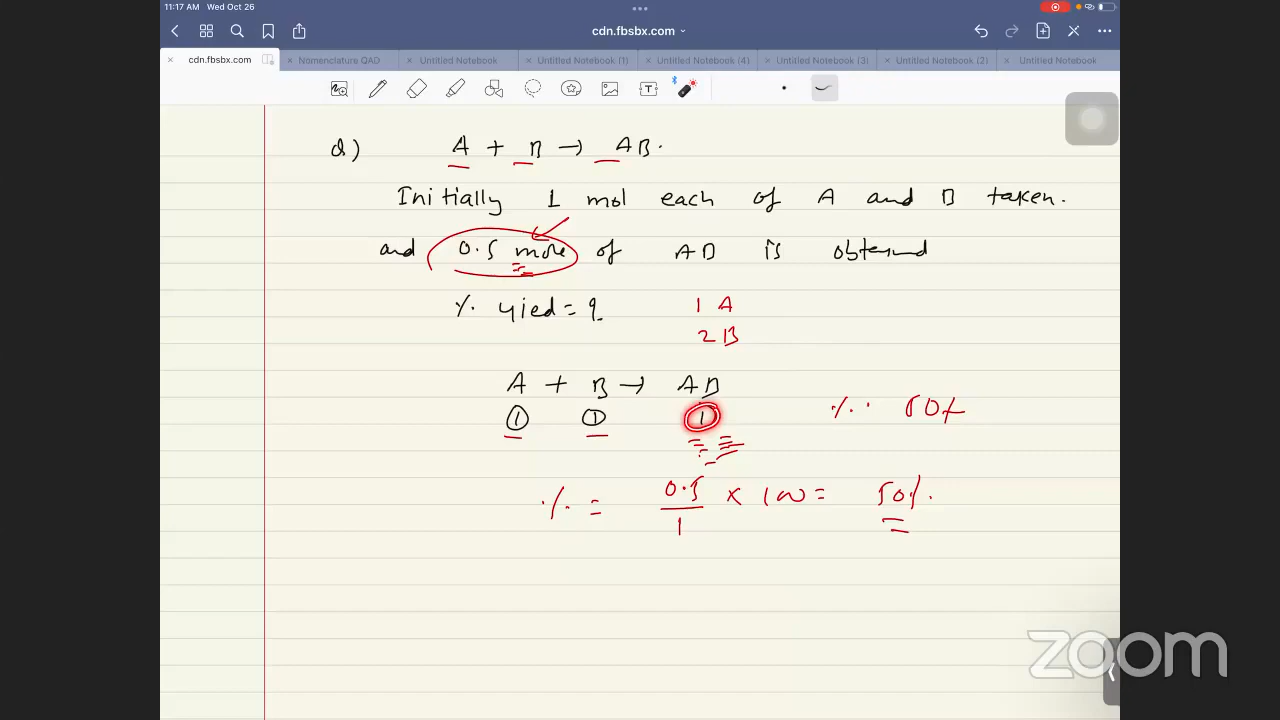 11:17 AM Wed Oct 26
cdn.fbsbx.com
cdn.fbsbx.com Nomenclature QAD Untitled Notebook Untitled Notebook (1) Untitled Notebook (4) Untitled Notebook (3) Untitled Notebook (2) Untitled Notebook
Q) A + B → AB.
Initially 1 mol each of A and B taken.
and 0.5 mole of AB is obtained
% yied = ?
1 A
2 B
A + B → AB
1 1 1
% 50%
% = 0.5/1 × 100 = 50%.
zoom